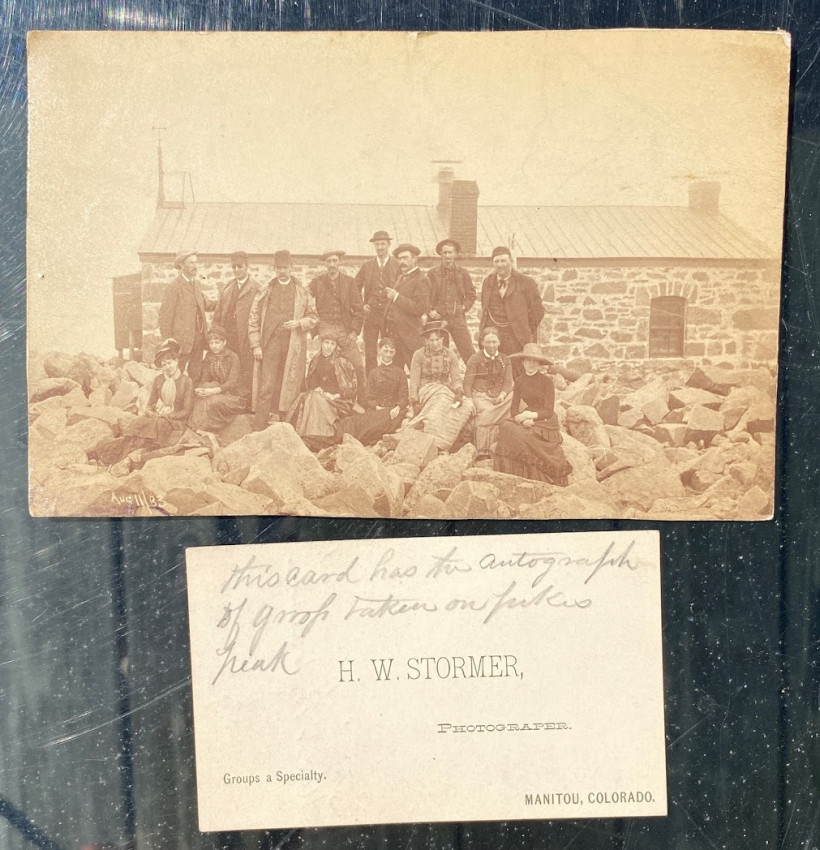 Aug 11/83
this card has the autograph
of group taken on pikes
peak
H. W. STORMER,
PHOTOGRAPER.
Groups a Specialty.
MANITOU, COLORADO.